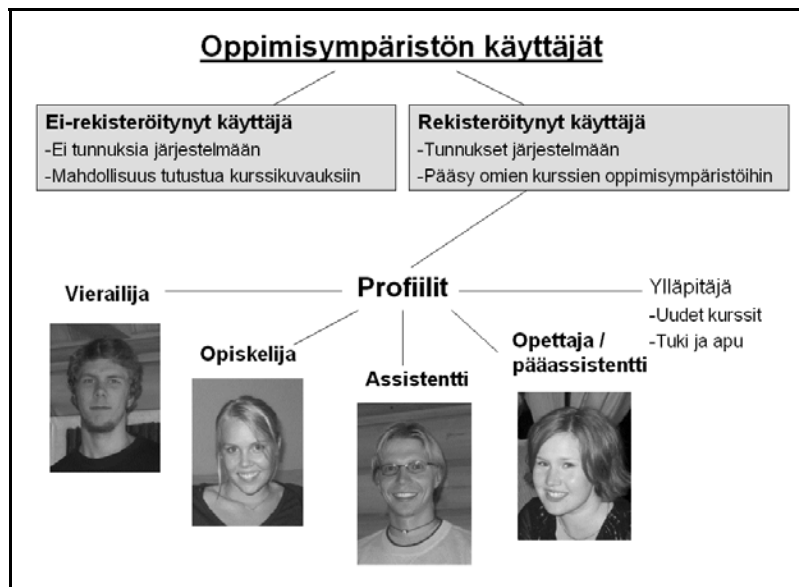 Oppimisympäristön käyttäjät
Ei-rekisteröitynyt käyttäjä
-Ei tunnuksia järjestelmään
-Mahdollisuus tutustua kurssikuvauksiin
Rekisteröitynyt käyttäjä
-Tunnukset järjestelmään
-Pääsy omien kurssien oppimisympäristöihin
Vierailija
Profiilit
Ylläpitäjä
-Uudet kurssit
-Tuki ja apu
Opiskelija
Assistentti
Opettaja /
pääassistentti